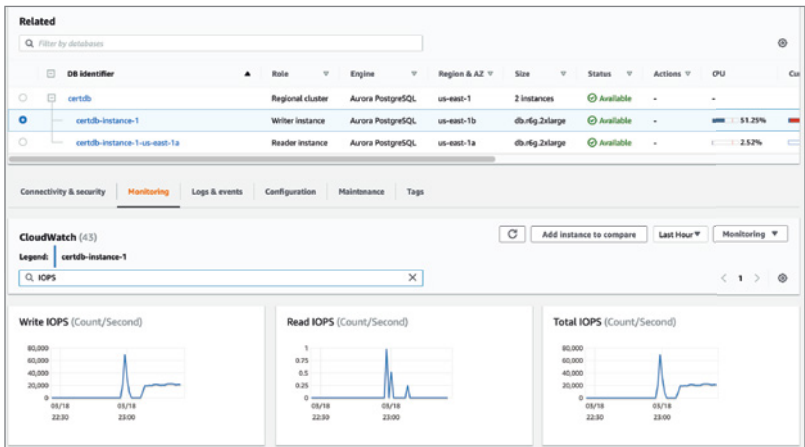 Related
Filter by databases
DB identifier Role Engine Region & AZ Size Status Actions CPU Cur
certdb Regional cluster Aurora PostgreSQL us-east-1 2 instances Available - -
certdb-instance-1 Writer instance Aurora PostgreSQL us-east-1b db.r6g.2xlarge Available - 51.25%
certdb-instance-1-us-east-1a Reader instance Aurora PostgreSQL us-east-1a db.r6g.2xlarge Available - 2.52%
Connectivity & security Monitoring Logs & events Configuration Maintenance Tags
CloudWatch (43) Add instance to compare Last Hour Monitoring
Legend: certdb-instance-1
IOPS 1
Write IOPS (Count/Second) Read IOPS (Count/Second) Total IOPS (Count/Second)
80,000 1 80,000
60,000 0.75 60,000
40,000 0.5 40,000
20,000 0.25 20,000
0 0 0
03/18 03/18 03/18 03/18 03/18 03/18
22:30 23:00 22:30 23:00 22:30 23:00